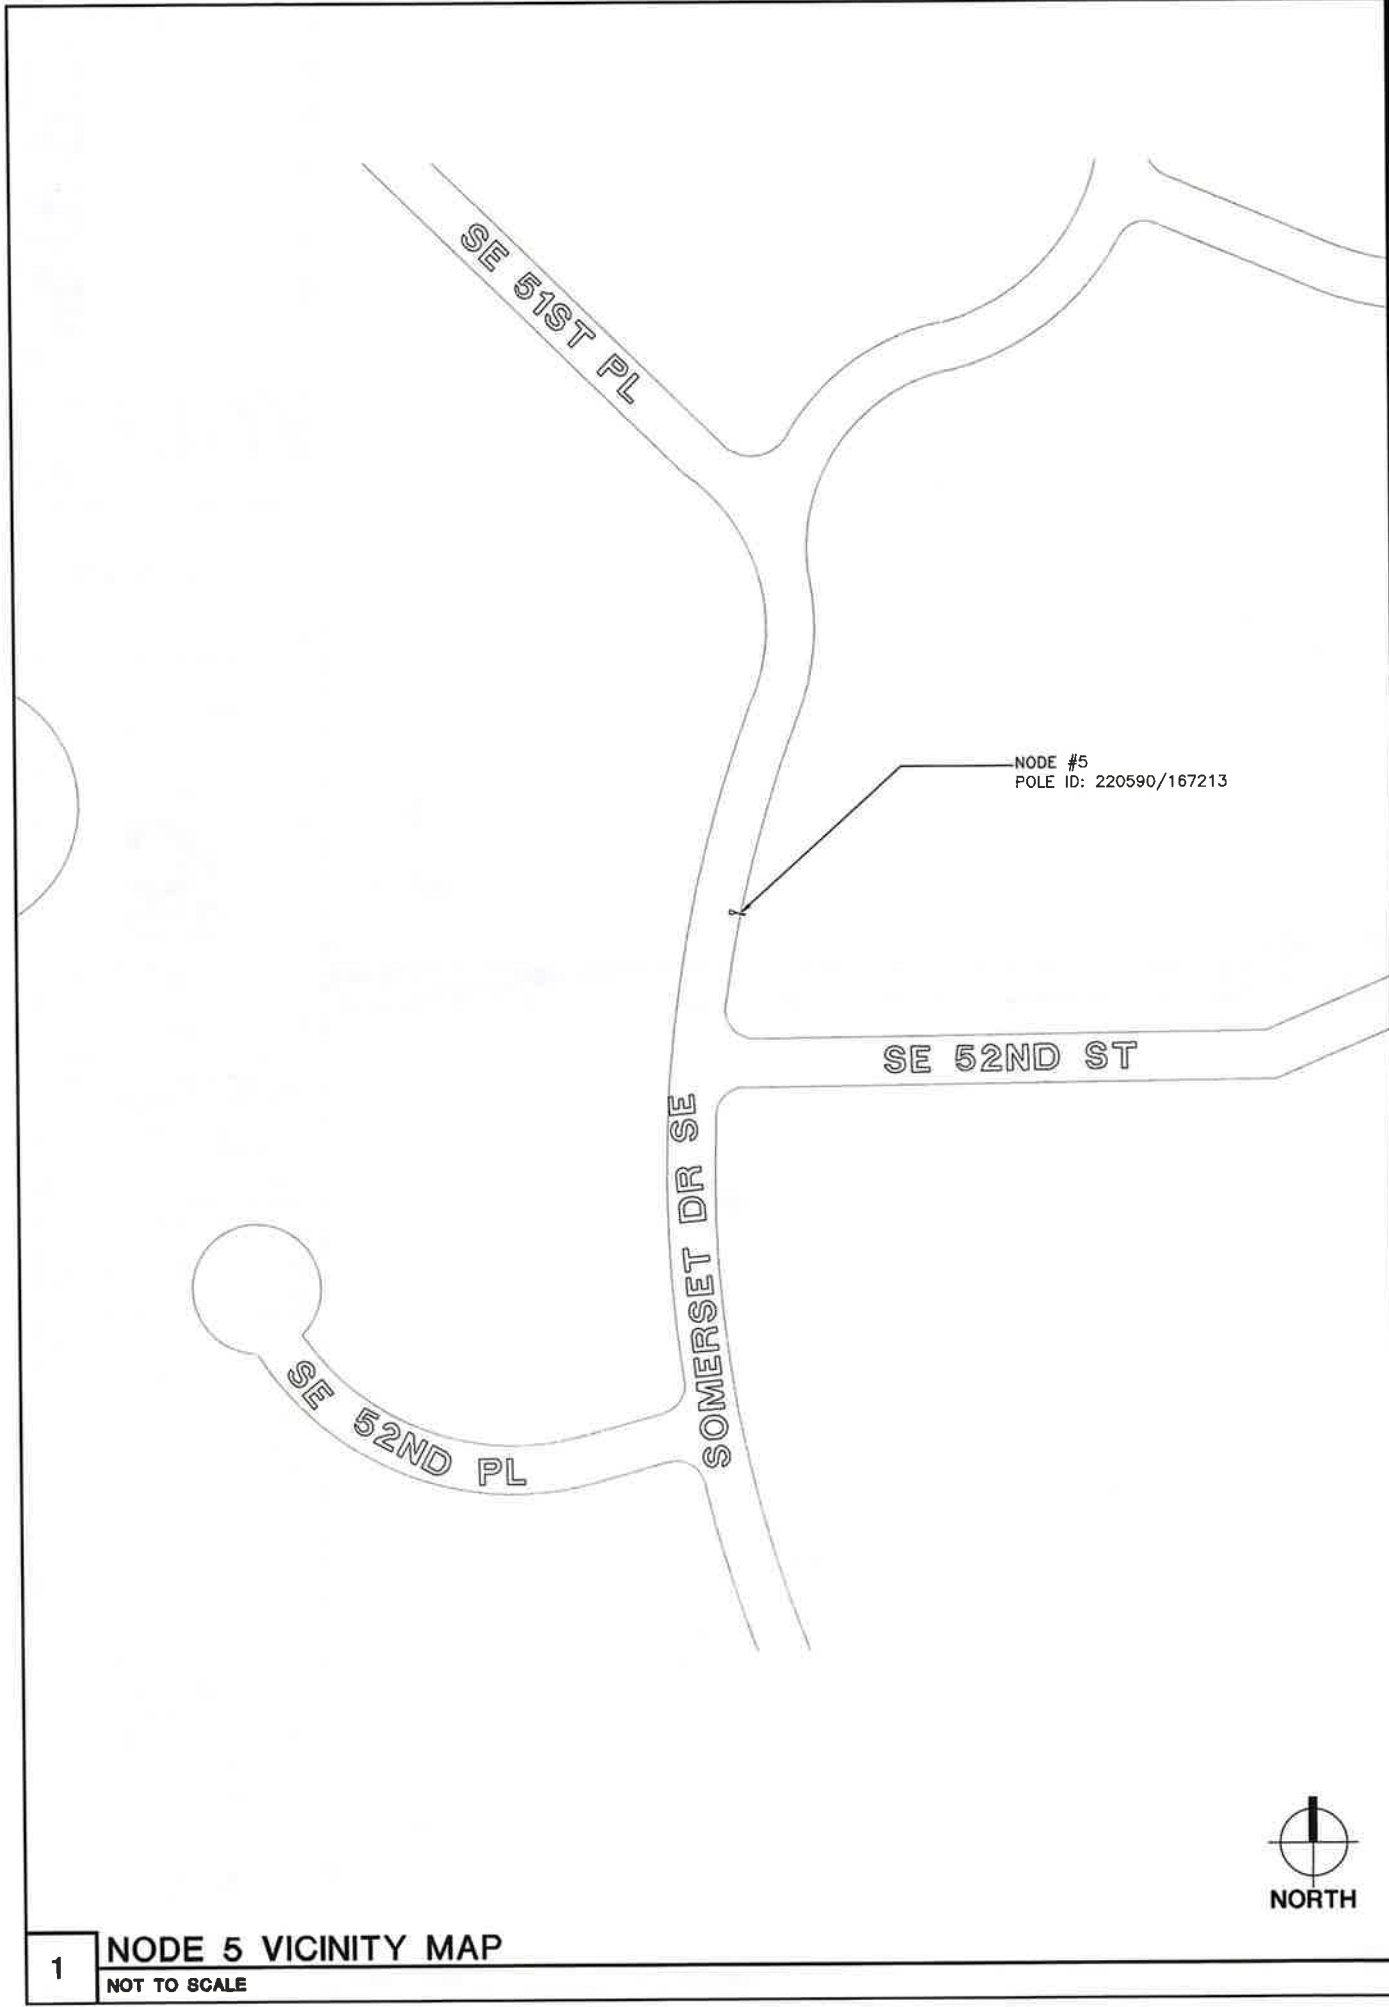 SE 51ST PL
NODE #5
POLE ID: 220590/167213
SE 52ND ST
SOMERSET DR SE
SE 52ND PL
NORTH
1
NODE 5 VICINITY MAP
NOT TO SCALE